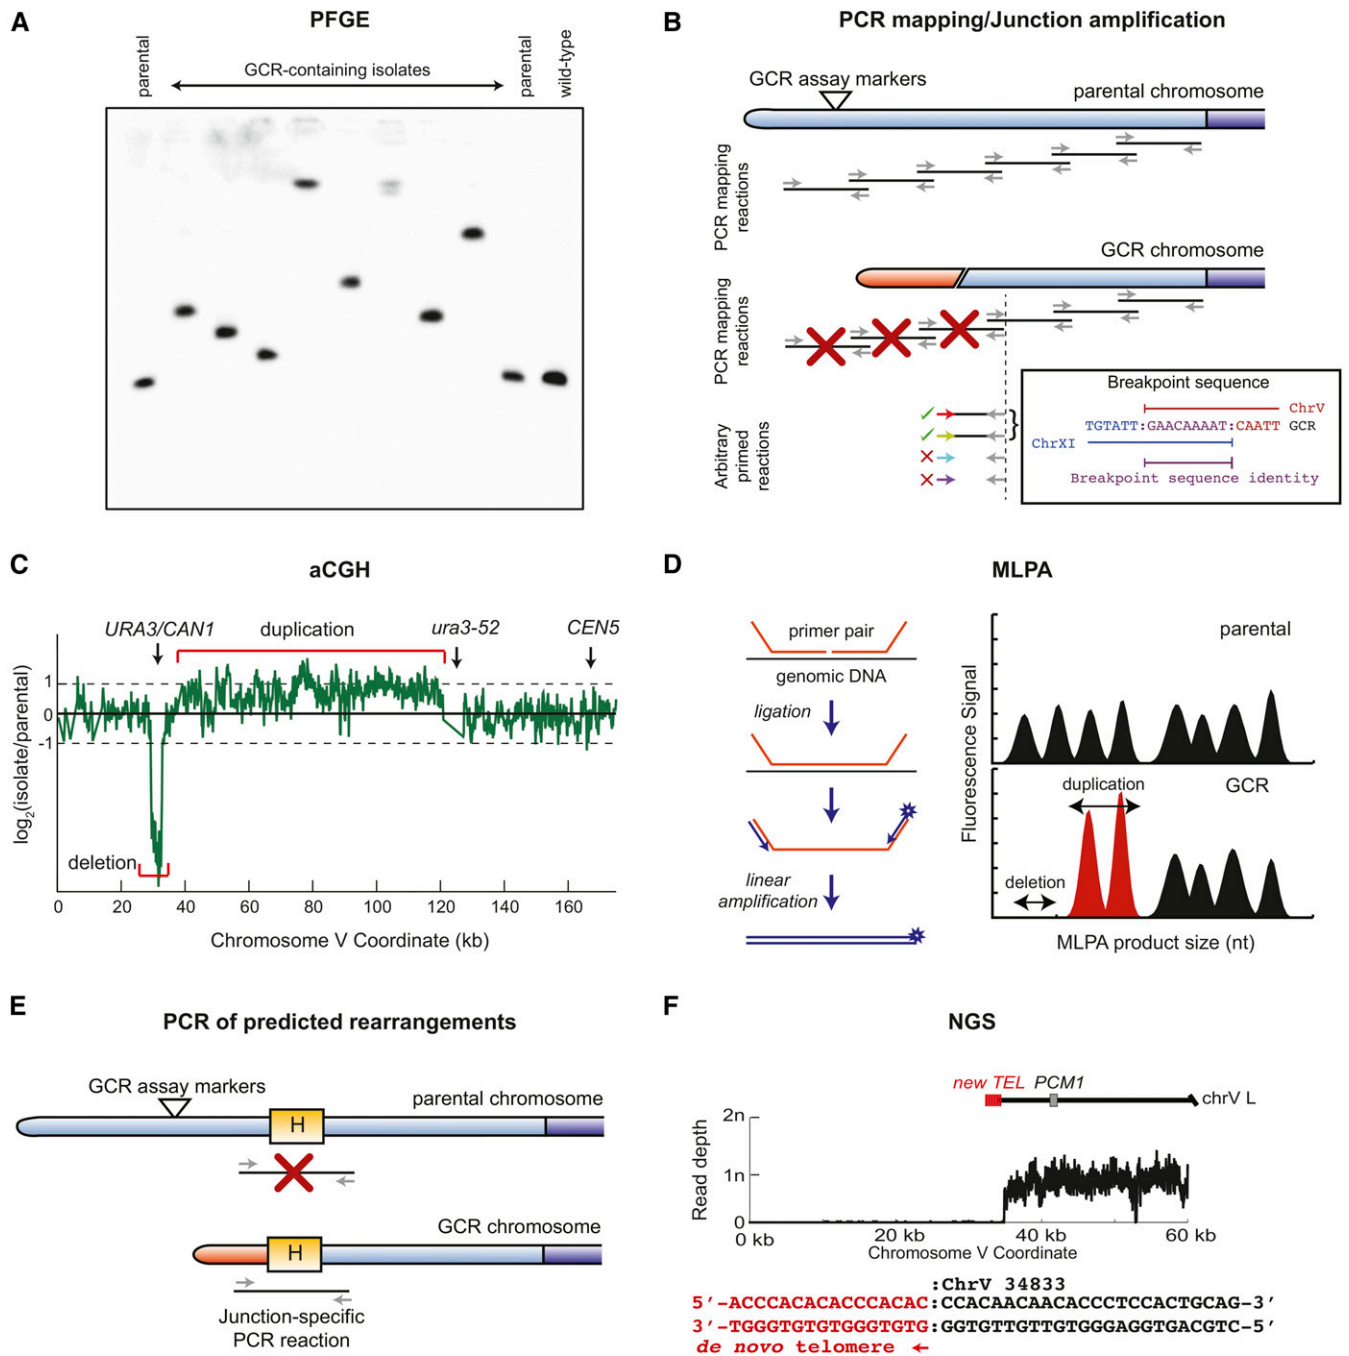 A
PFGE
parental
GCR-containing isolates
parental
wild-type
B
PCR mapping/Junction amplification
GCR assay markers
parental chromosome
PCR mapping
reactions
GCR chromosome
PCR mapping
reactions
Arbitrary
primed
reactions
Breakpoint sequence
ChrV
TGTATT:GAACAAAAT:CAATT GCR
ChrXI
Breakpoint sequence identity
C
aCGH
URA3/CAN1
duplication
ura3-52
CEN5
log2(isolate/parental)
1
0
-1
deletion
0 20 40 60 80 100 120 140 160
Chromosome V Coordinate (kb)
D
MLPA
primer pair
genomic DNA
ligation
linear
amplification
Fluorescence Signal
parental
duplication
GCR
deletion
MLPA product size (nt)
E
PCR of predicted rearrangements
GCR assay markers
parental chromosome
H
GCR chromosome
H
Junction-specific
PCR reaction
F
NGS
new TEL PCM1
chrV L
Read depth
2n
1n
0
0 kb 20 kb 40 kb 60 kb
Chromosome V Coordinate
:ChrV 34833
5′-ACCCACACACCCACAC:CCACAACAACACCCTCCACTGCAG-3′
3′-TGGGTGTGTGGGTGTG:GGTGTTGTTGTGGGAGGTGACGTC-5′
de novo telomere ←